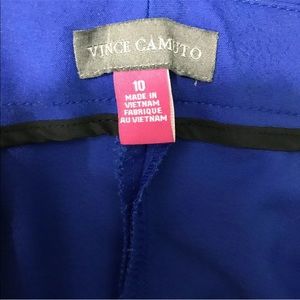 VINCE CAMUTO
10
MADE IN
VIETNAM
FABRIQUE
AU VIETNAM